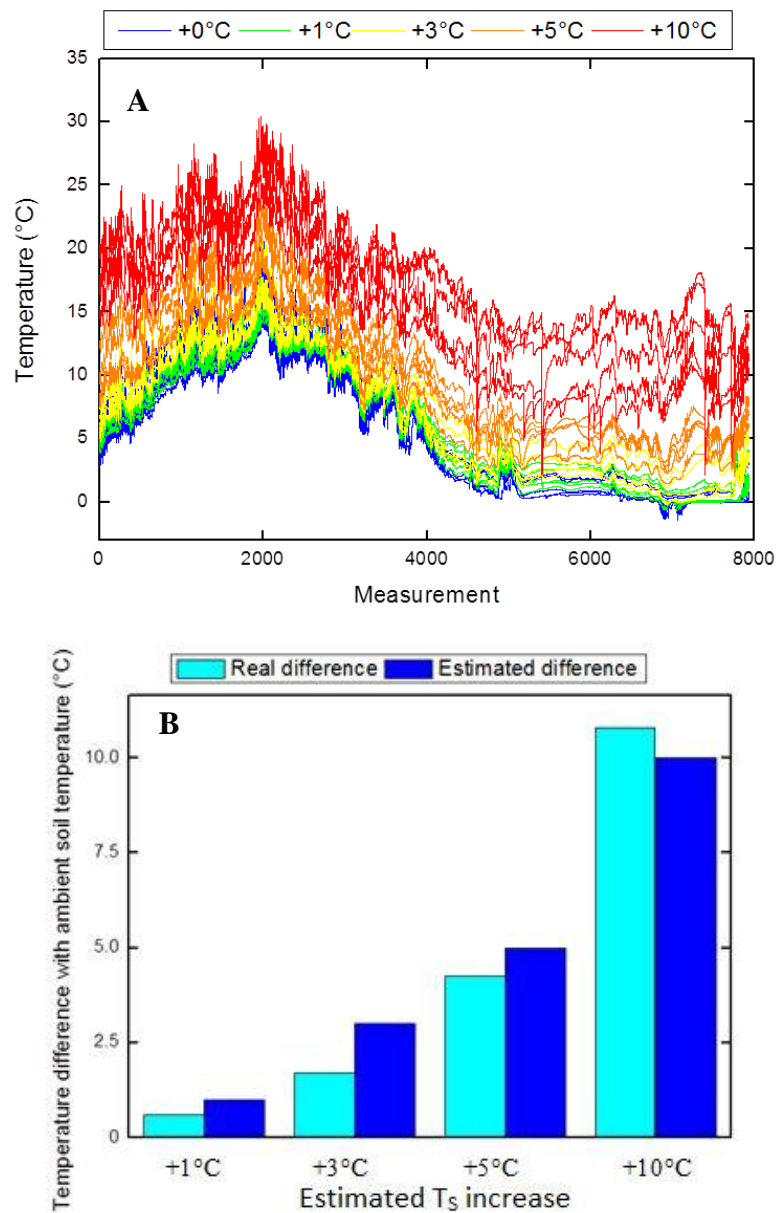 +0°C +1°C +3°C +5°C +10°C
A
35
30
25
20
15
10
5
0
Temperature (°C)
0 2000 4000 6000 8000
Measurement
Real difference Estimated difference
B
10.0
7.5
5.0
2.5
0
Temperature difference with ambient soil temperature (°C)
+1°C +3°C +5°C +10°C
Estimated TS increase